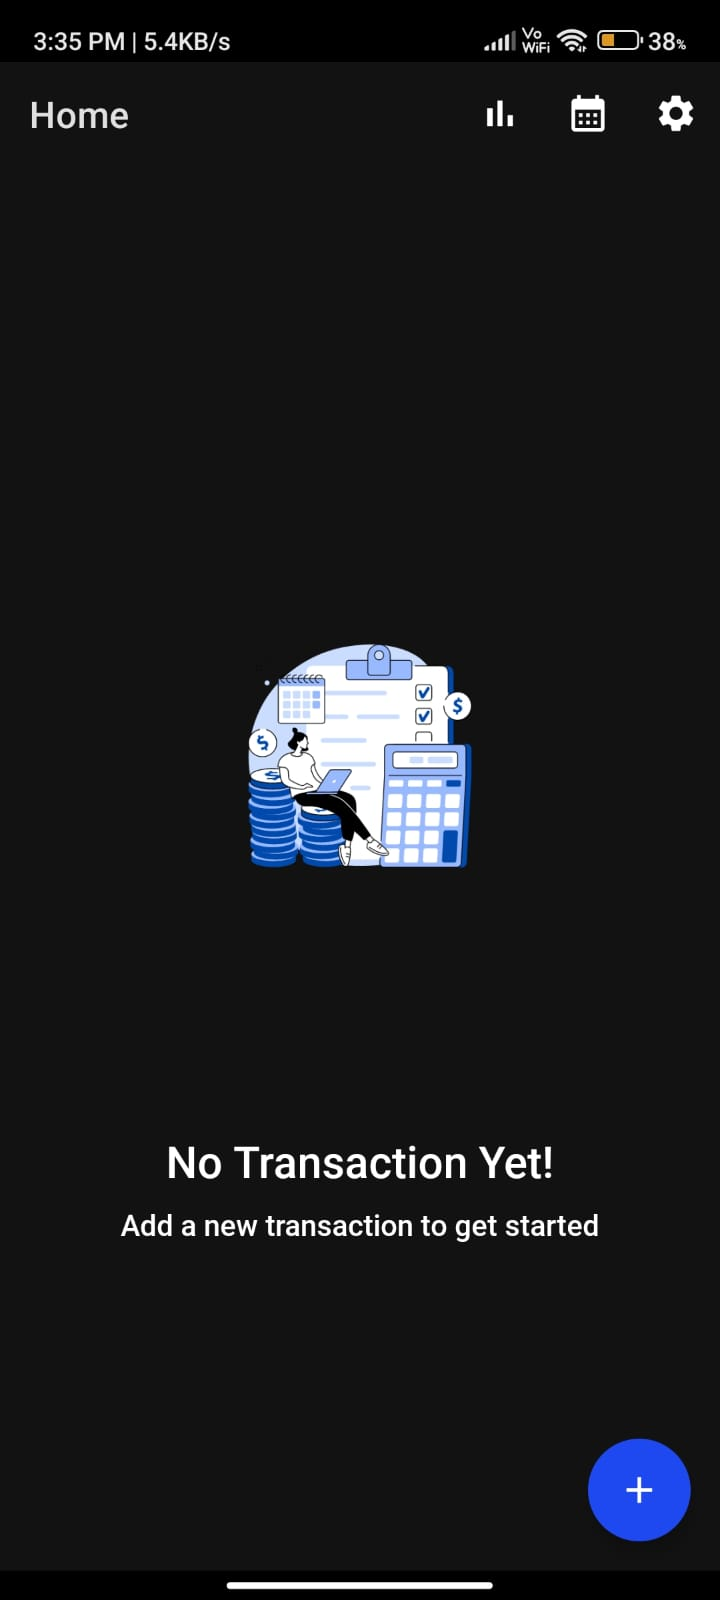 3:35 PM | 5.4KB/s Vo WiFi 38%
Home
$
$
No Transaction Yet!
Add a new transaction to get started
+